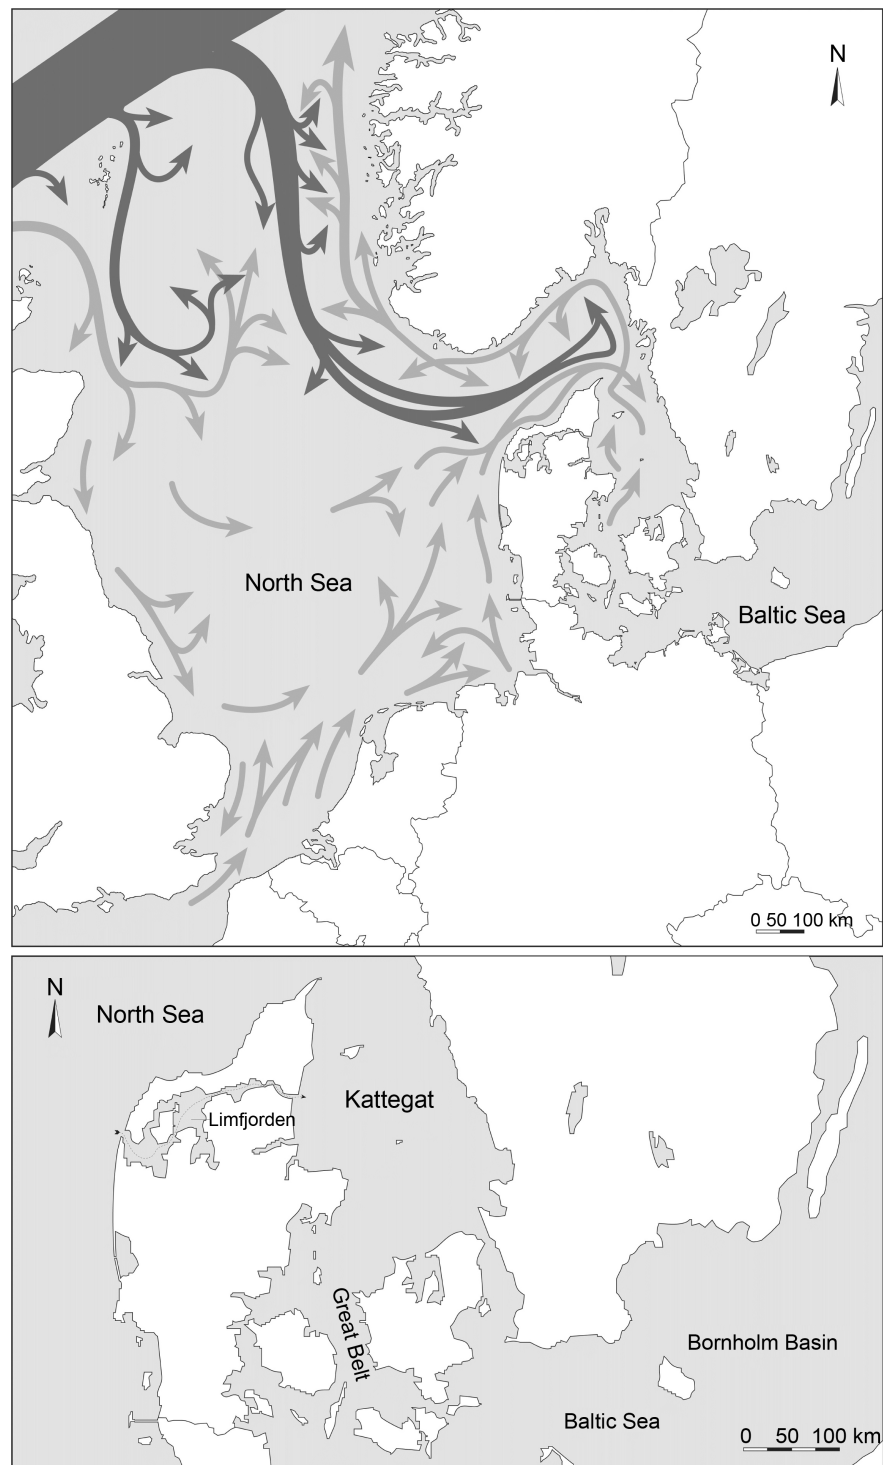 N
North Sea
Baltic Sea
0 50 100 km
N
North Sea
Kattegat
Limfjorden
Great Belt
Bornholm Basin
Baltic Sea
0 50 100 km